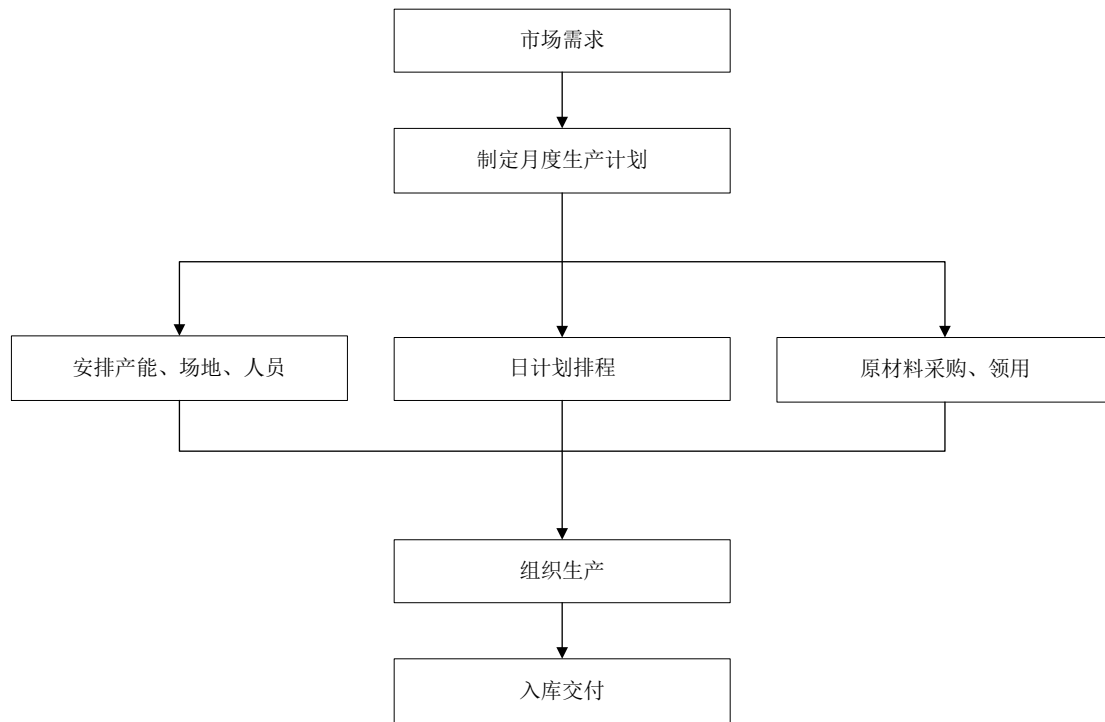 市场需求
制定月度生产计划
安排产能、场地、人员
日计划排程
原材料采购、领用
组织生产
入库交付